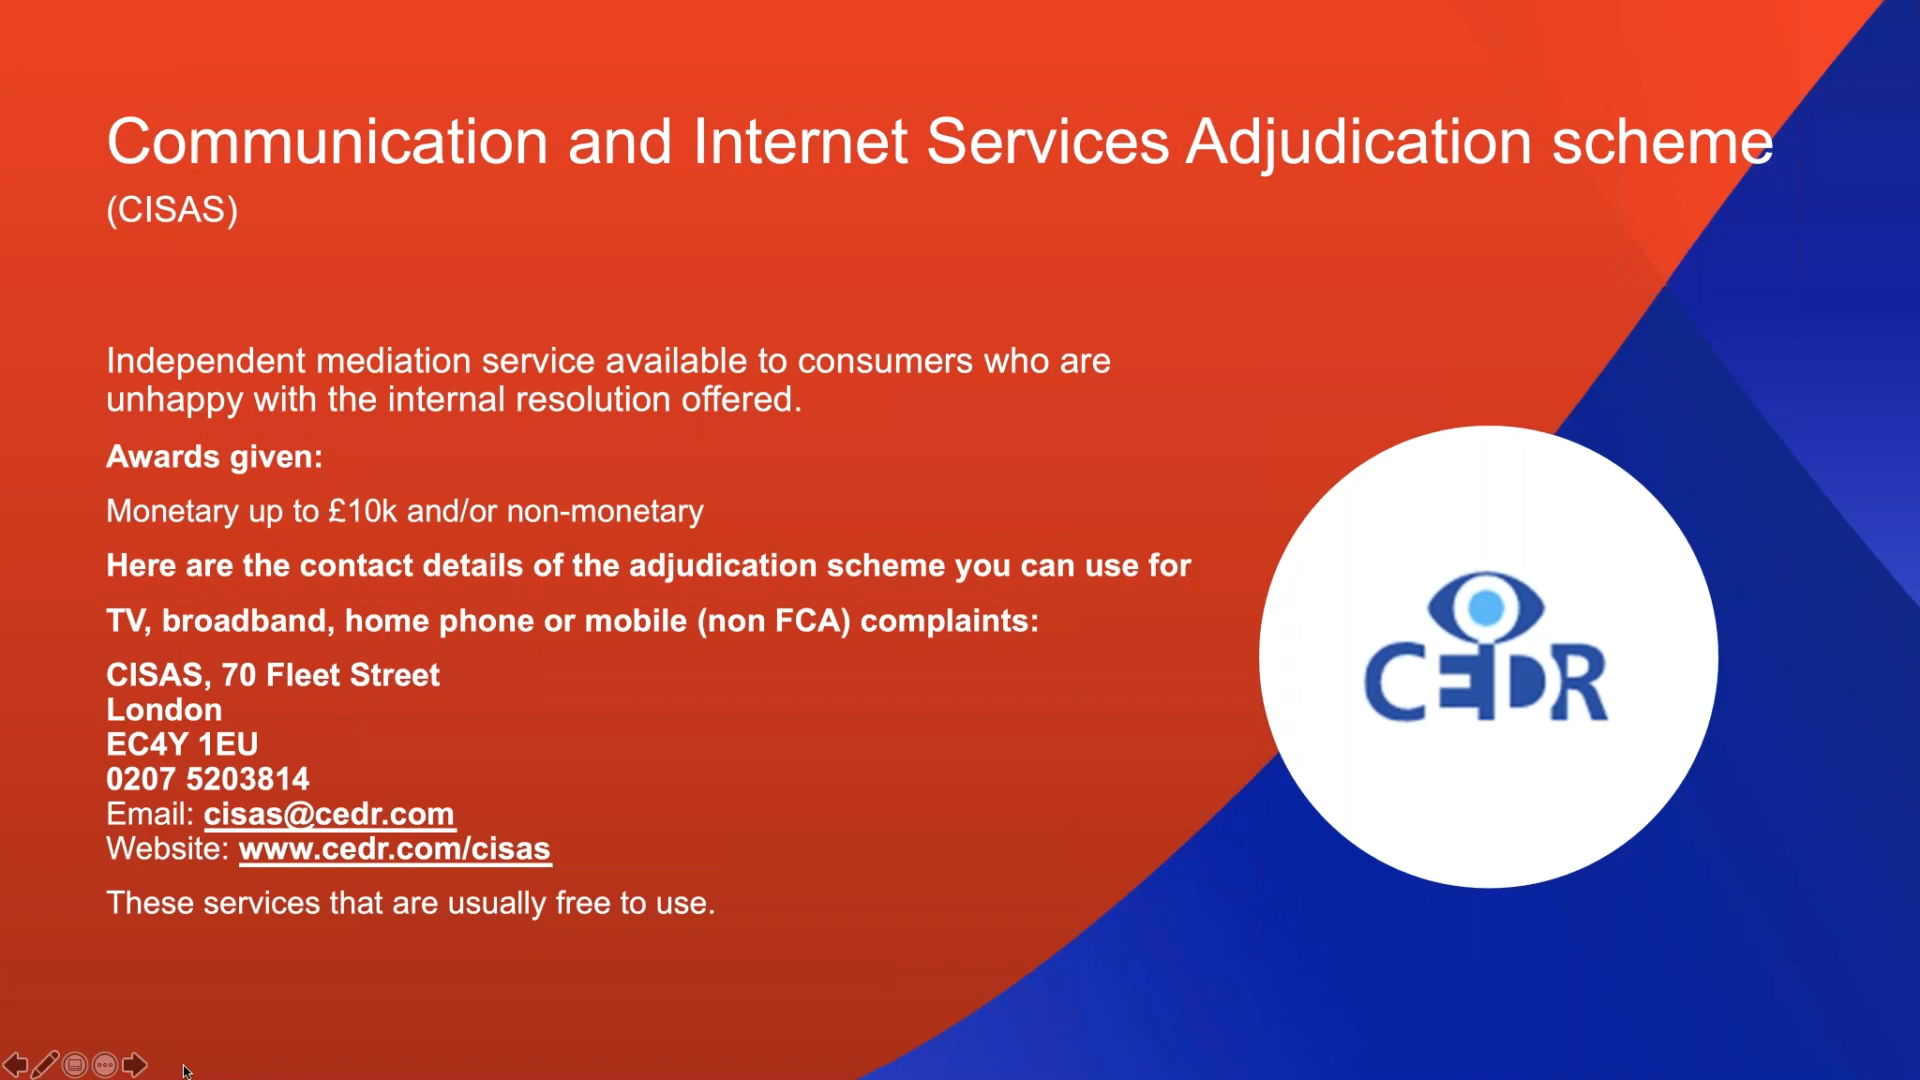 Communication and Internet Services Adjudication scheme
(CISAS)
Independent mediation service available to consumers who are
unhappy with the internal resolution offered.
Awards given:
Monetary up to £10k and/or non-monetary
Here are the contact details of the adjudication scheme you can use for
TV, broadband, home phone or mobile (non FCA) complaints:
CISAS, 70 Fleet Street
London
EC4Y 1EU
0207 5203814
Email: cisas@cedr.com
Website: www.cedr.com/cisas
These services that are usually free to use.
CEDR